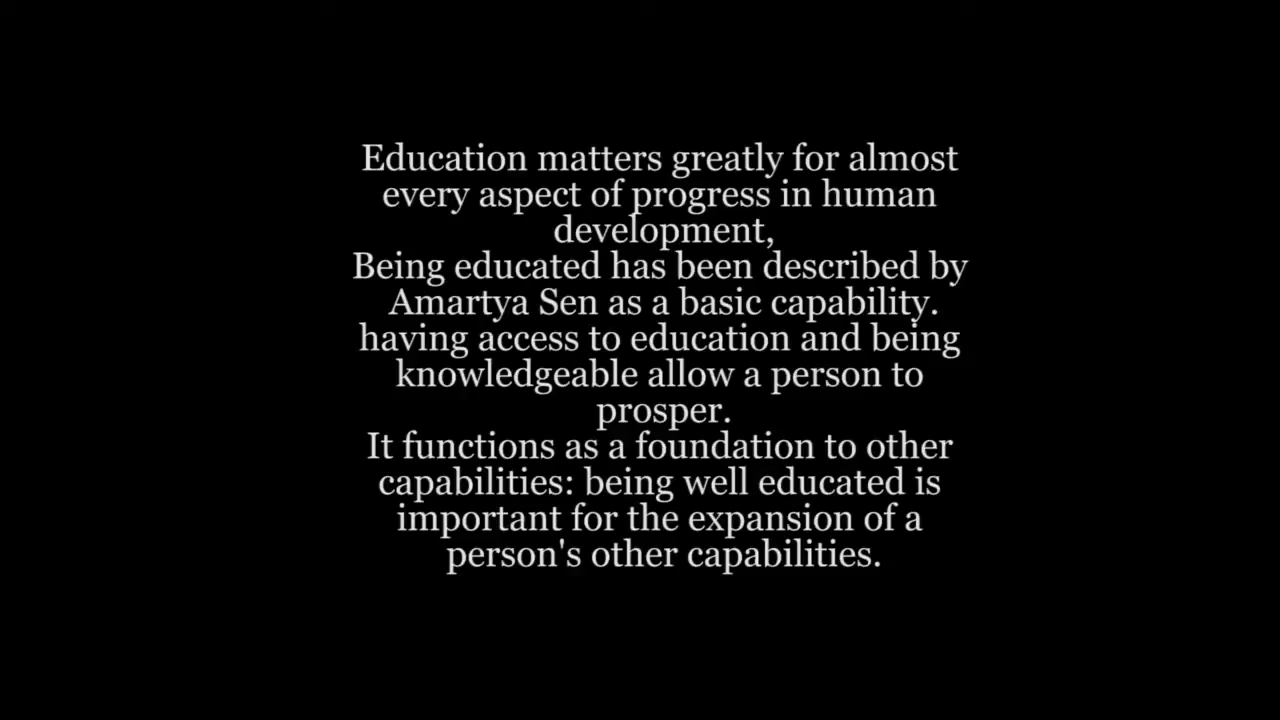 Education matters greatly for almost
every aspect of progress in human
development,
Being educated has been described by
Amartya Sen as a basic capability.
having access to education and being
knowledgeable allow a person to
prosper.
It functions as a foundation to other
capabilities: being well educated is
important for the expansion of a
person's other capabilities.